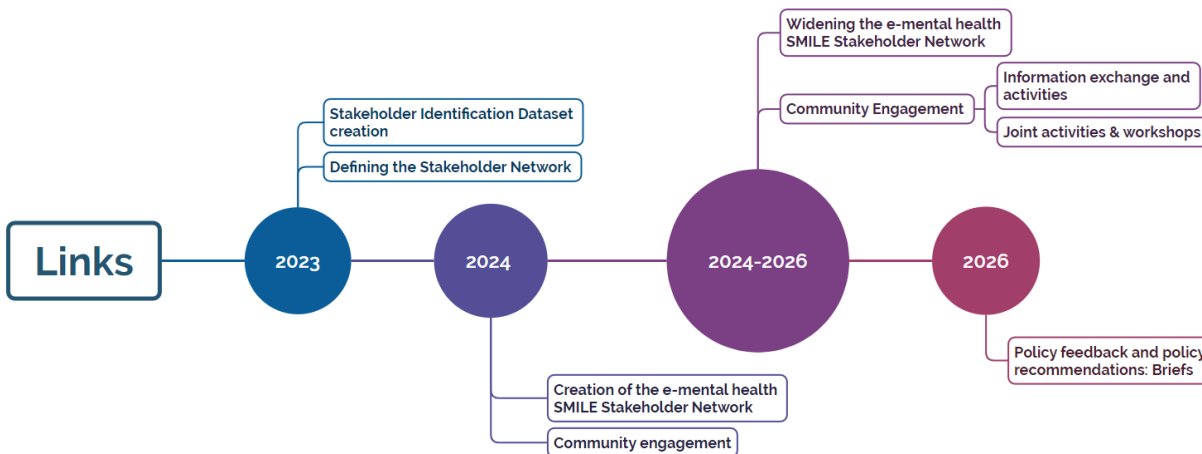 Widening the e-mental health
SMILE Stakeholder Network
Information exchange and
activities
Community Engagement
Joint activities & workshops
Stakeholder Identification Dataset
creation
Defining the Stakeholder Network
Links
2023
2024
2024-2026
2026
Policy feedback and policy
recommendations: Briefs
Creation of the e-mental health
SMILE Stakeholder Network
Community engagement